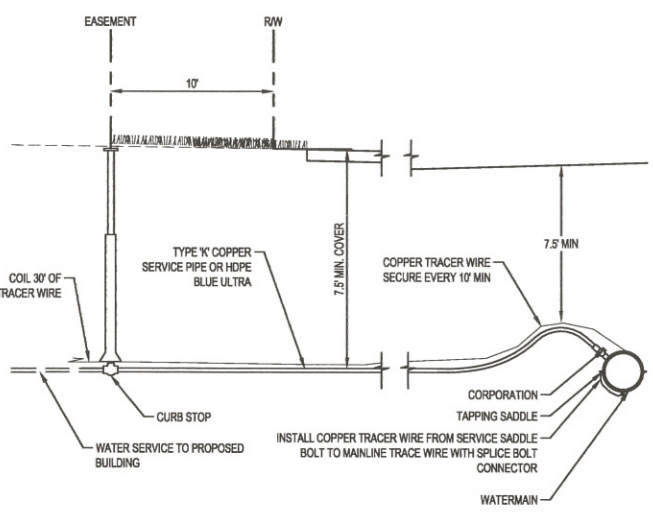 EASEMENT
R/W
10'
7.5' MIN. COVER
7.5' MIN
TYPE 'K' COPPER
SERVICE PIPE OR HDPE
BLUE ULTRA
COPPER TRACER WIRE
SECURE EVERY 10' MIN
COIL 30' OF
TRACER WIRE
CORPORATION
TAPPING SADDLE
CURB STOP
INSTALL COPPER TRACER WIRE FROM SERVICE SADDLE
BOLT TO MAINLINE TRACE WIRE WITH SPLICE BOLT
CONNECTOR
WATER SERVICE TO PROPOSED
BUILDING
WATERMAIN